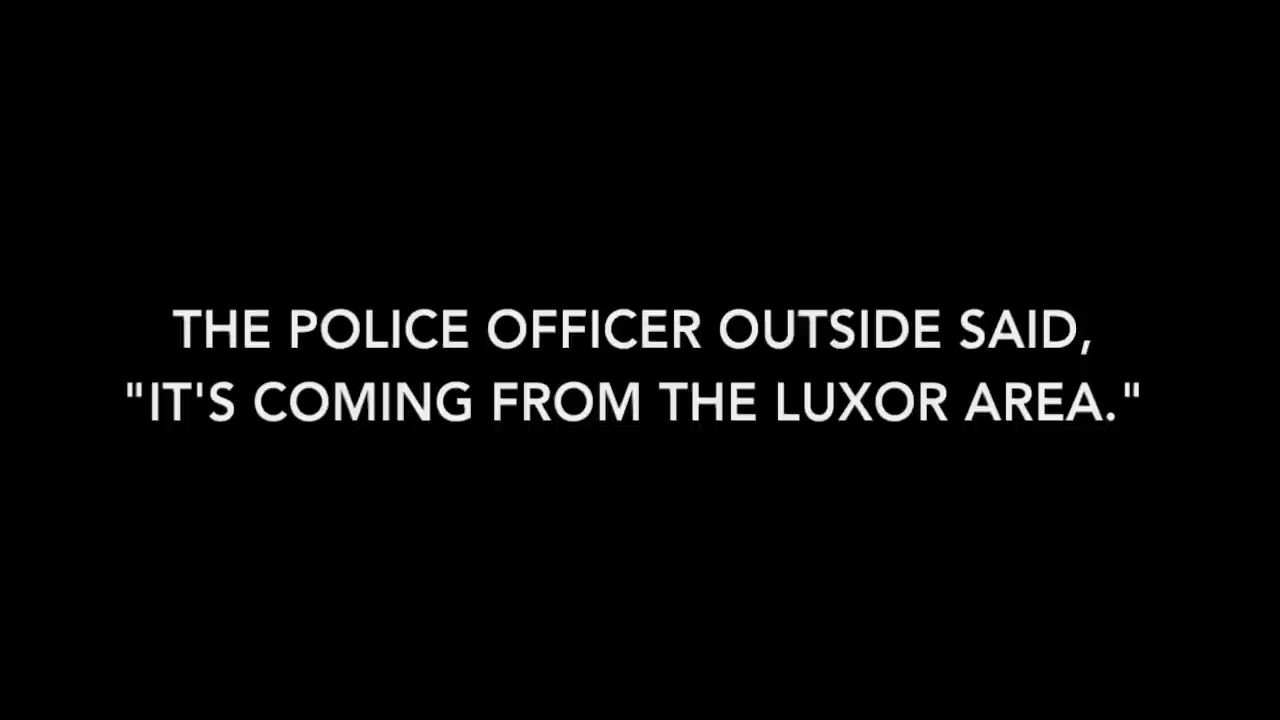 THE POLICE OFFICER OUTSIDE SAID,
"IT'S COMING FROM THE LUXOR AREA."